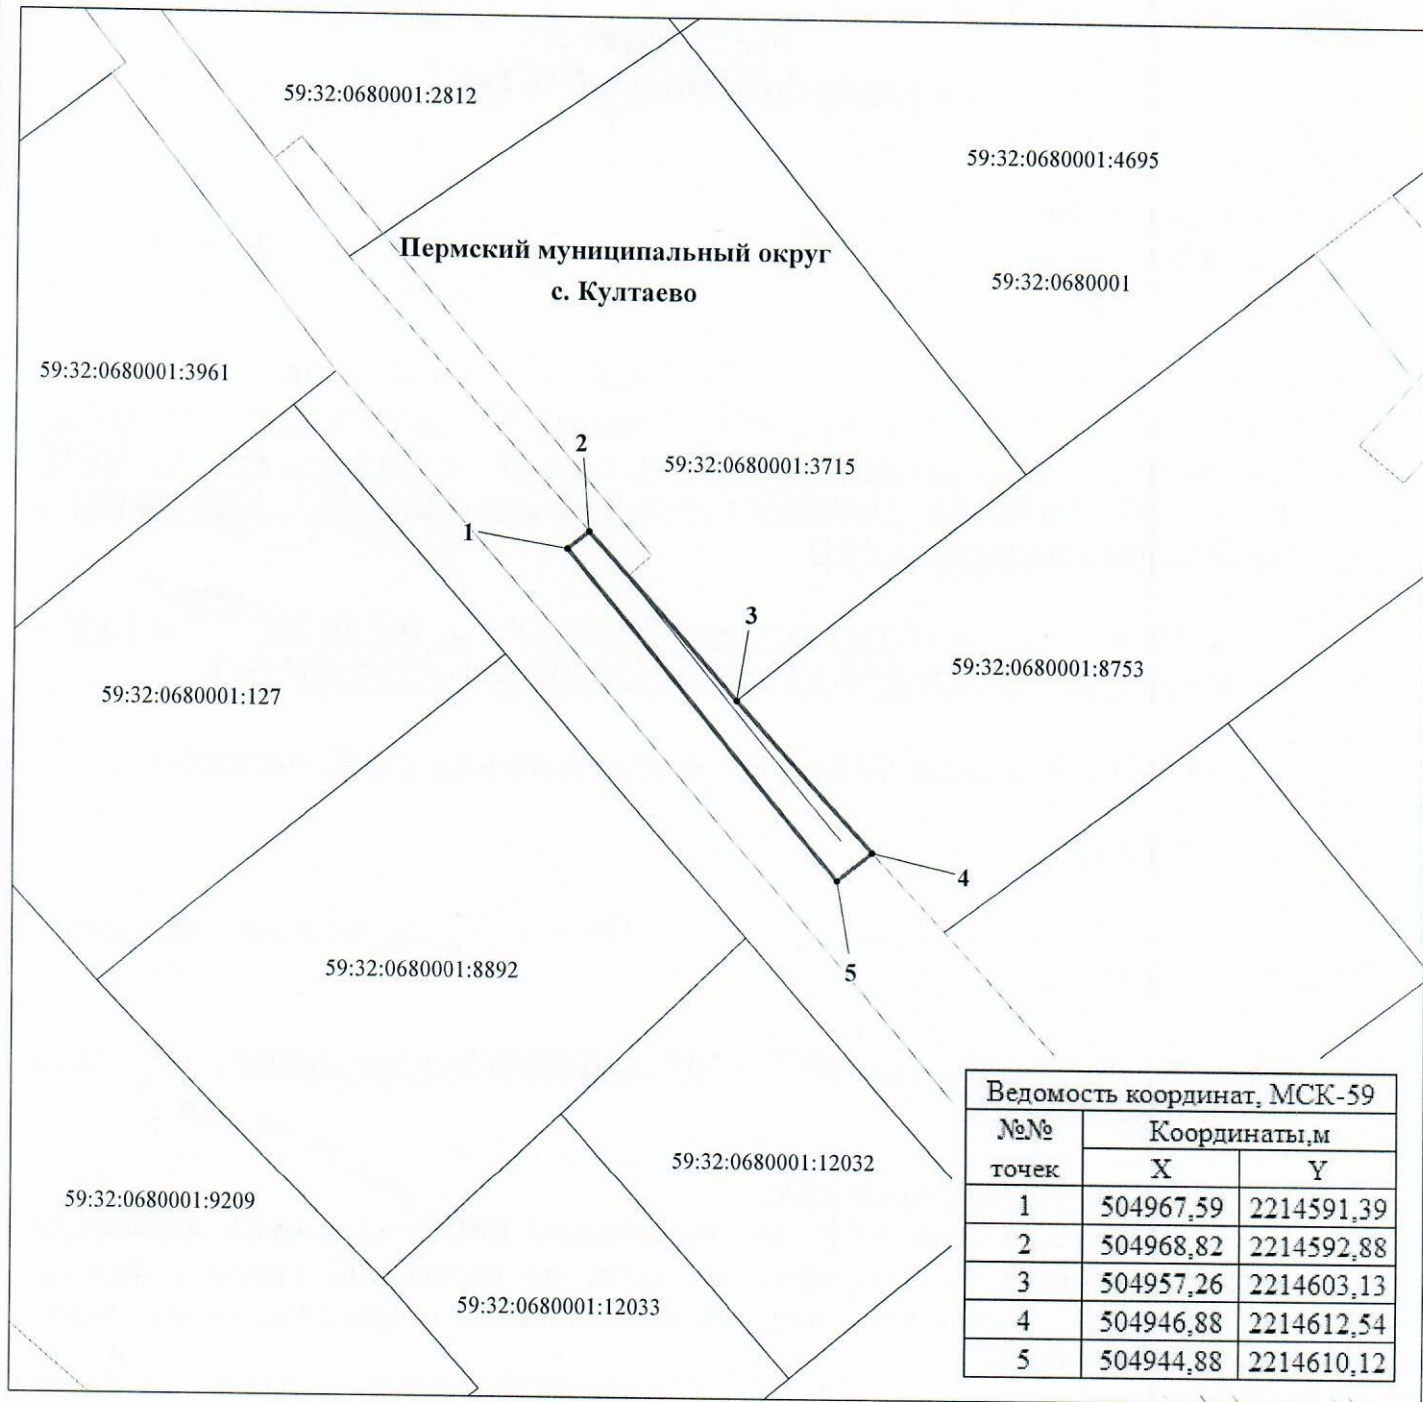 59:32:0680001:2812
59:32:0680001:4695
Пермский муниципальный округ
с. Култаево
59:32:0680001
59:32:0680001:3961
2
59:32:0680001:3715
1
3
59:32:0680001:8753
59:32:0680001:127
4
59:32:0680001:8892
5
59:32:0680001:12032
59:32:0680001:9209
59:32:0680001:12033
Ведомость координат, МСК-59
№№ Координаты,м
точек X Y
1 504967,59 2214591,39
2 504968,82 2214592,88
3 504957,26 2214603,13
4 504946,88 2214612,54
5 504944,88 2214610,12